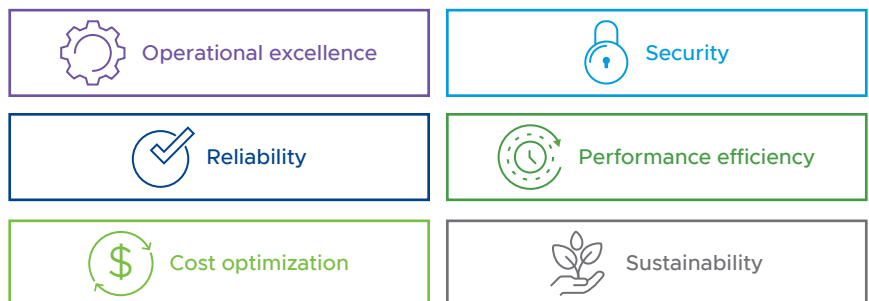 Operational excellence
Security
Reliability
Performance efficiency
$
Cost optimization
Sustainability